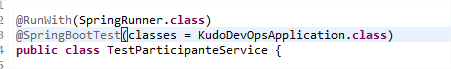 @RunWith(SpringRunner.class)
@SpringBootTest(classes = KudoDevOpsApplication.class)
public class TestParticipanteService {